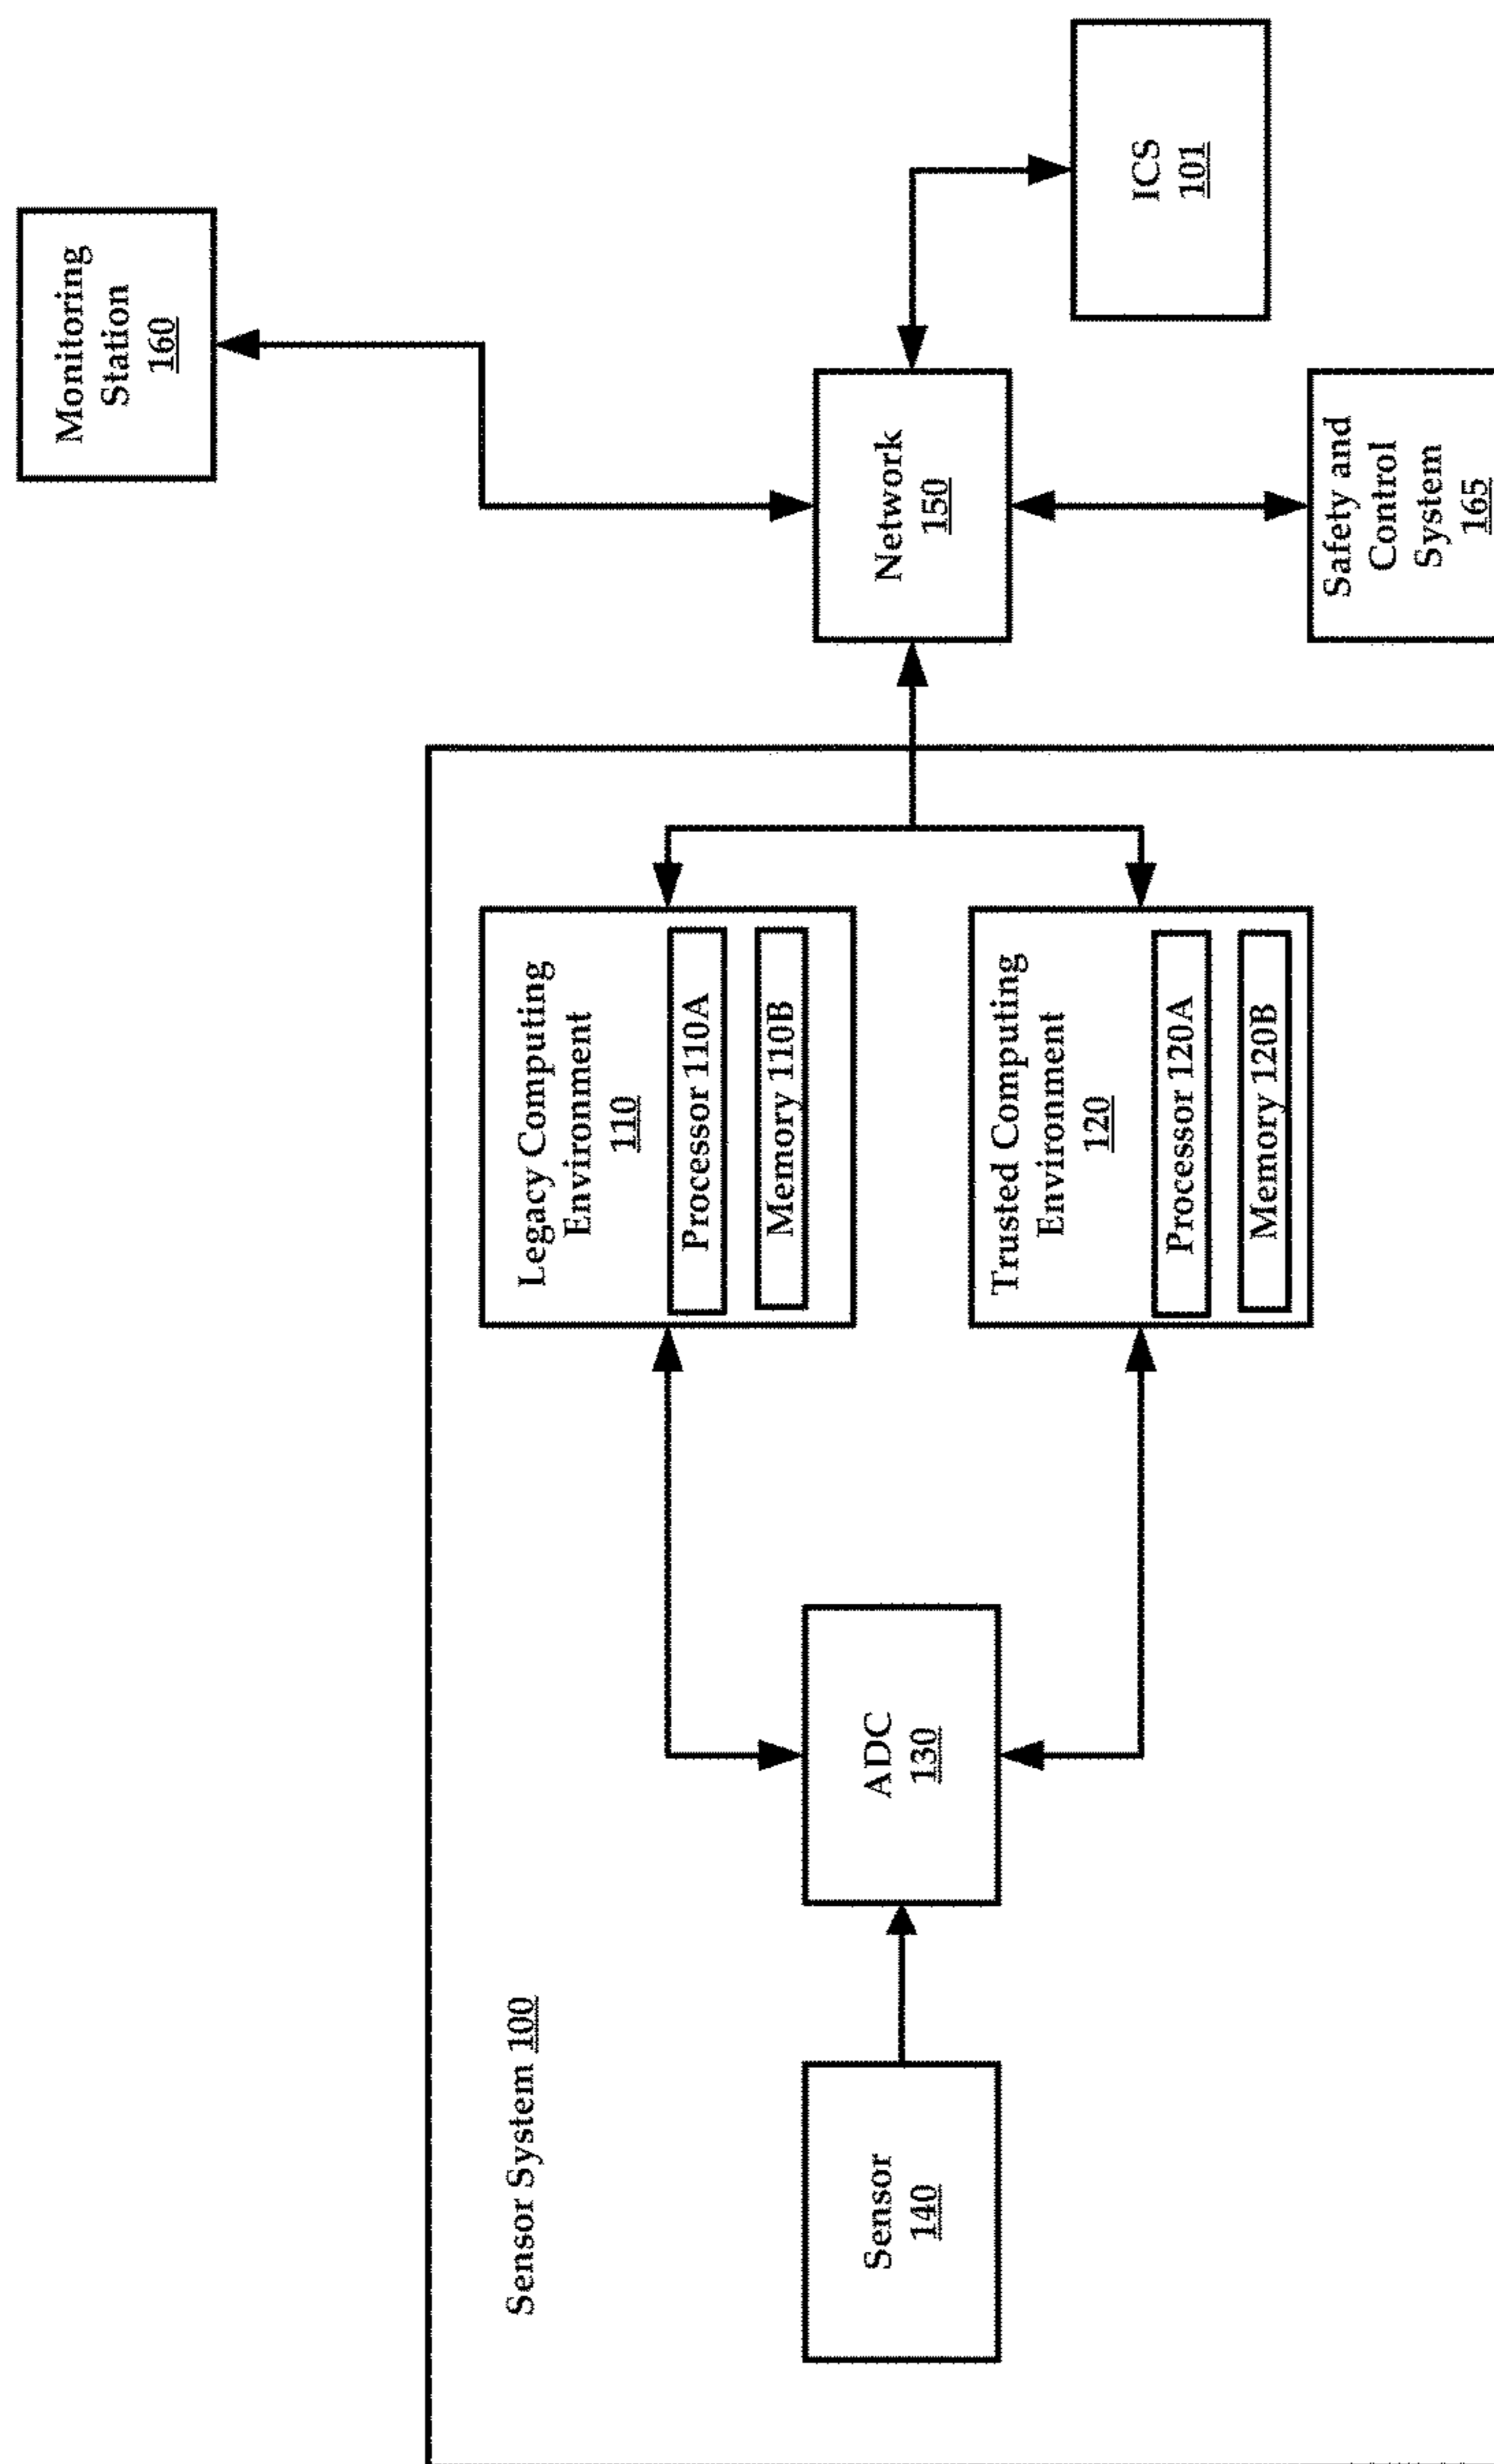 Sensor System 100
Sensor
140
ADC
130
Legacy Computing
Environment
110
Processor 110A
Memory 110B
Trusted Computing
Environment
120
Processor 120A
Memory 120B
Network
150
Monitoring
Station
160
ICS
101
Safety and
Control
System
165